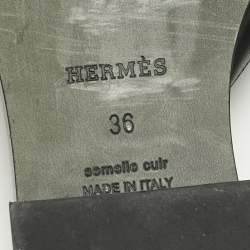 HERMÈS
36
semelle cuir
MADE IN ITALY